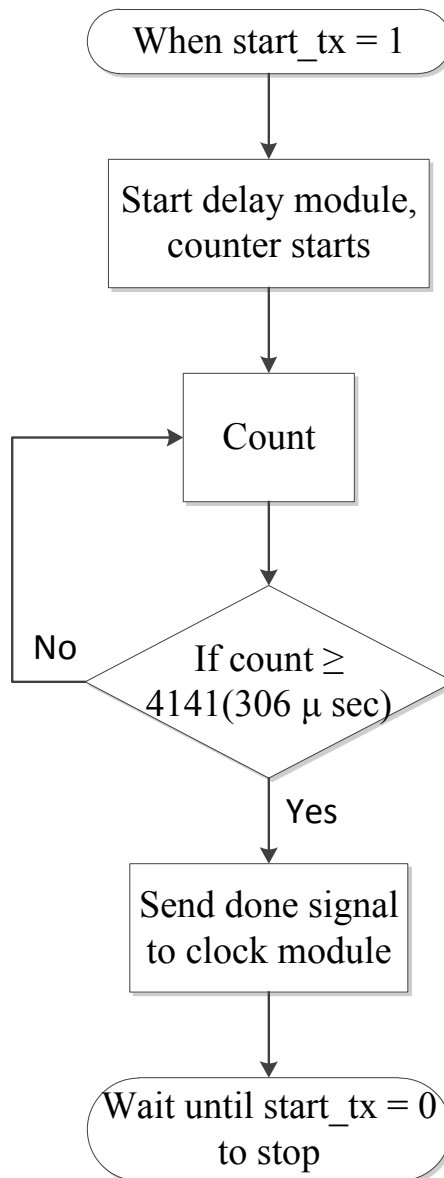 When start_tx = 1
Start delay module,
counter starts
Count
No
If count ≥
4141(306 μ sec)
Yes
Send done signal
to clock module
Wait until start_tx = 0
to stop